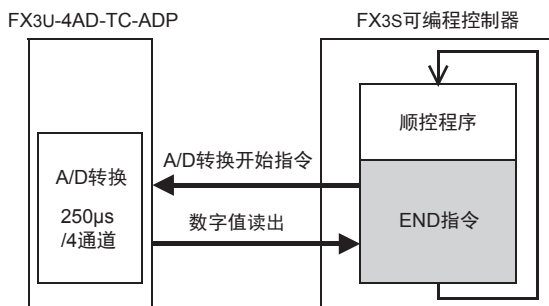 FX3U-4AD-TC-ADP
FX3S可编程控制器
顺控程序
A/D转换开始指令
A/D转换
250μs
/4通道
数字值读出
END指令